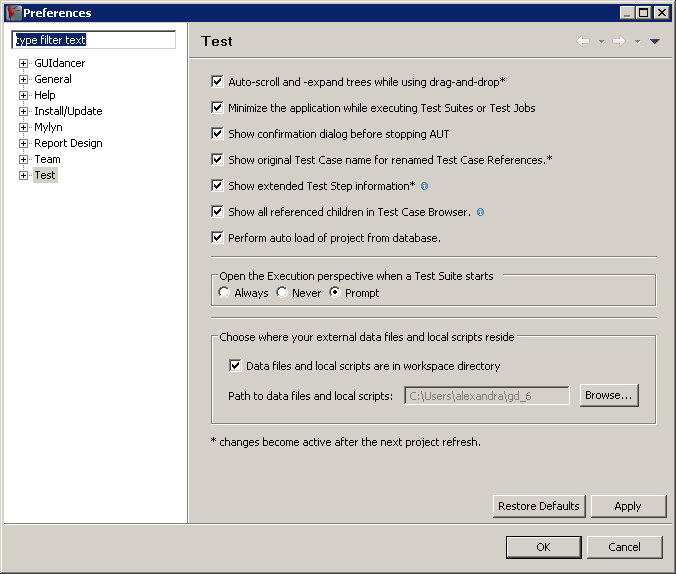 Preferences
type filter text
GUIdancer
General
Help
Install/Update
Mylyn
Report Design
Team
Test
Test
Auto-scroll and -expand trees while using drag-and-drop*
Minimize the application while executing Test Suites or Test Jobs
Show confirmation dialog before stopping AUT
Show original Test Case name for renamed Test Case References.*
Show extended Test Step information*
Show all referenced children in Test Case Browser.
Perform auto load of project from database.
Open the Execution perspective when a Test Suite starts
Always Never Prompt
Choose where your external data files and local scripts reside
Data files and local scripts are in workspace directory
Path to data files and local scripts: C:\Users\alexandra\gd_6 Browse...
* changes become active after the next project refresh.
Restore Defaults Apply
OK Cancel